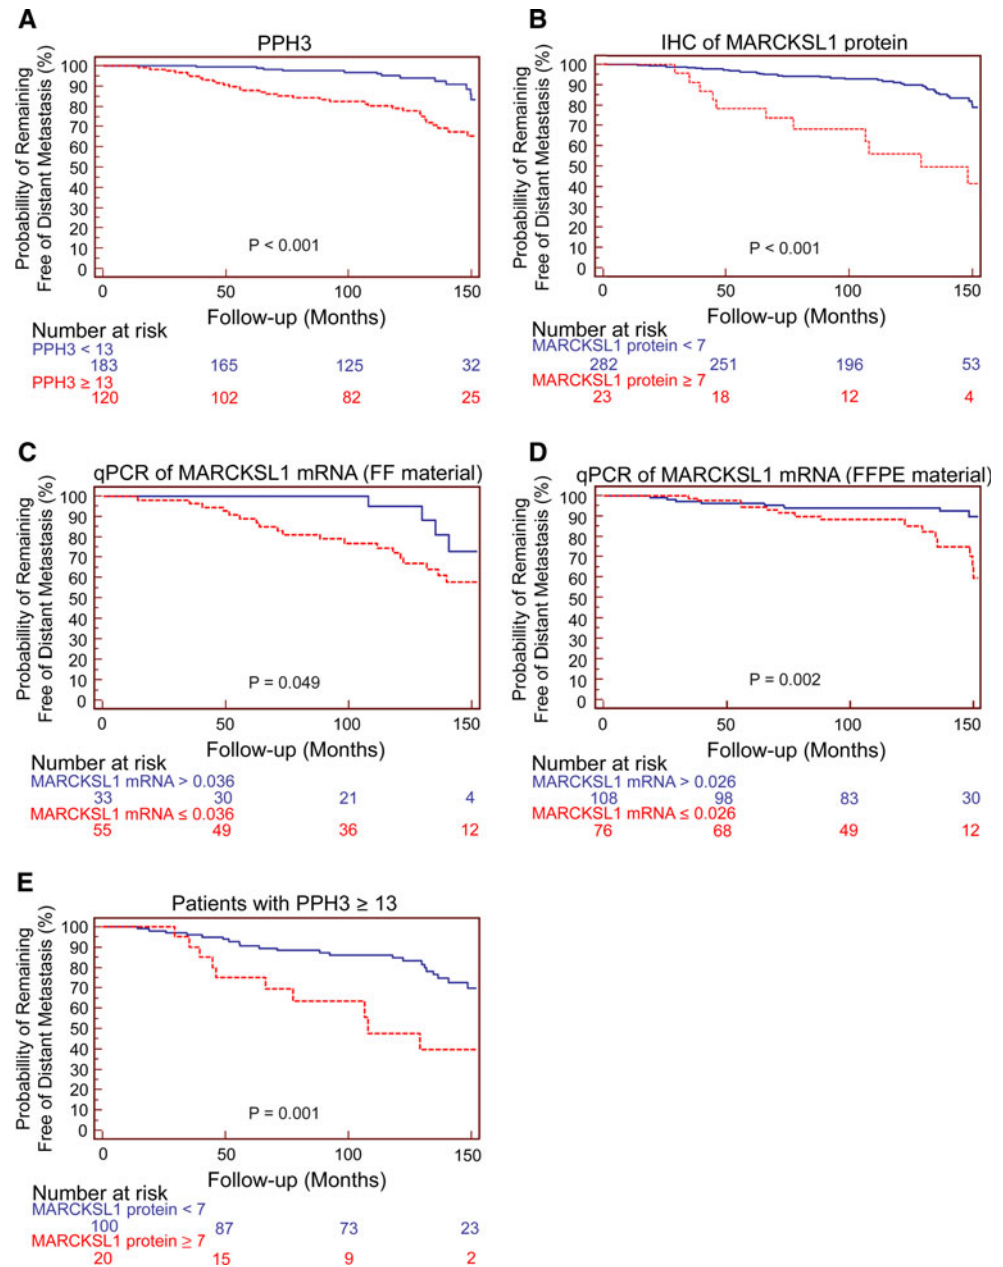 A
PPH3
Probability of Remaining
Free of Distant Metastasis (%)
100
90
80
70
60
50
40
30
20
10
0
P < 0.001
0 50 100 150
Follow-up (Months)
Number at risk
PPH3 < 13
183 165 125 32
PPH3 ≥ 13
120 102 82 25
B
IHC of MARCKSL1 protein
Probability of Remaining
Free of Distant Metastasis (%)
100
90
80
70
60
50
40
30
20
10
0
P < 0.001
0 50 100 150
Follow-up (Months)
Number at risk
MARCKSL1 protein < 7
282 251 196 53
MARCKSL1 protein ≥ 7
23 18 12 4
C
qPCR of MARCKSL1 mRNA (FF material)
Probability of Remaining
Free of Distant Metastasis (%)
100
90
80
70
60
50
40
30
20
10
0
P = 0.049
0 50 100 150
Follow-up (Months)
Number at risk
MARCKSL1 mRNA > 0.036
33 30 21 4
MARCKSL1 mRNA ≤ 0.036
55 49 36 12
D
qPCR of MARCKSL1 mRNA (FFPE material)
Probability of Remaining
Free of Distant Metastasis (%)
100
90
80
70
60
50
40
30
20
10
0
P = 0.002
0 50 100 150
Follow-up (Months)
Number at risk
MARCKSL1 mRNA > 0.026
108 98 83 30
MARCKSL1 mRNA ≤ 0.026
76 68 49 12
E
Patients with PPH3 ≥ 13
Probability of Remaining
Free of Distant Metastasis (%)
100
90
80
70
60
50
40
30
20
10
0
P = 0.001
0 50 100 150
Follow-up (Months)
Number at risk
MARCKSL1 protein < 7
100 87 73 23
MARCKSL1 protein ≥ 7
20 15 9 2